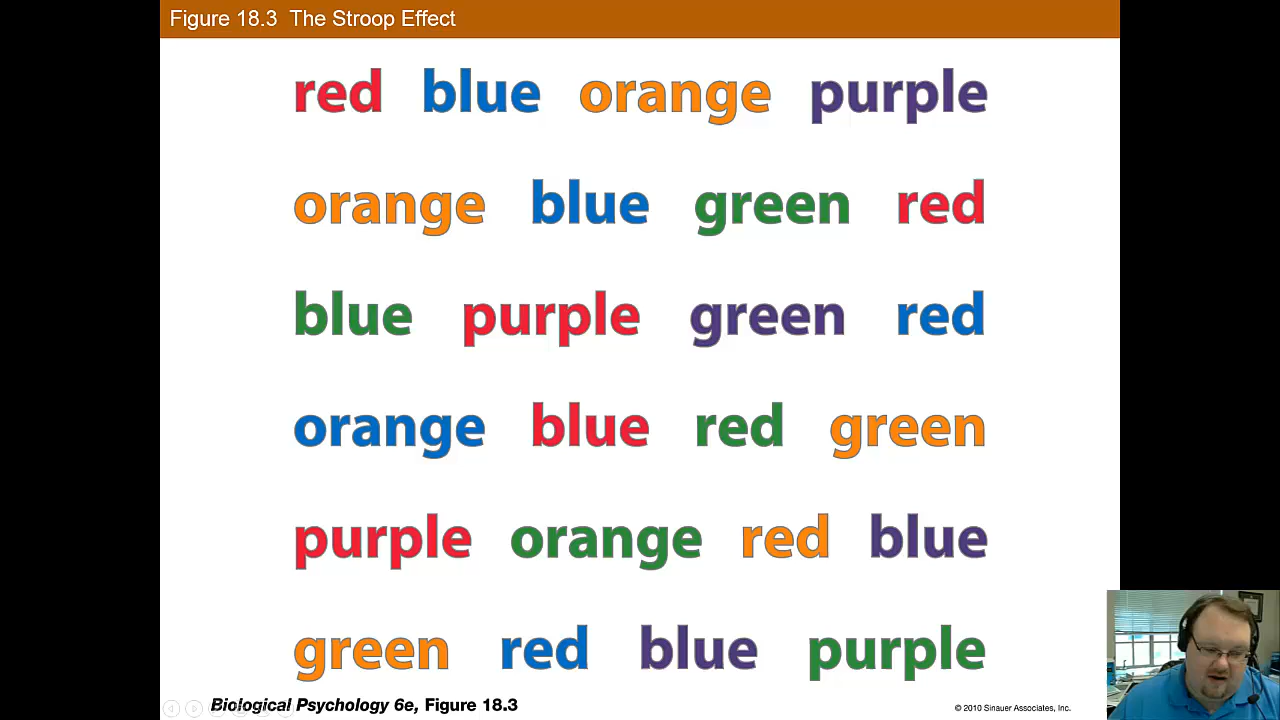 Figure 18.3 The Stroop Effect
red blue orange purple
orange blue green red
blue purple green red
orange blue red green
purple orange red blue
green red blue purple
Biological Psychology 6e, Figure 18.3
© 2010 Sinauer Associates, Inc.